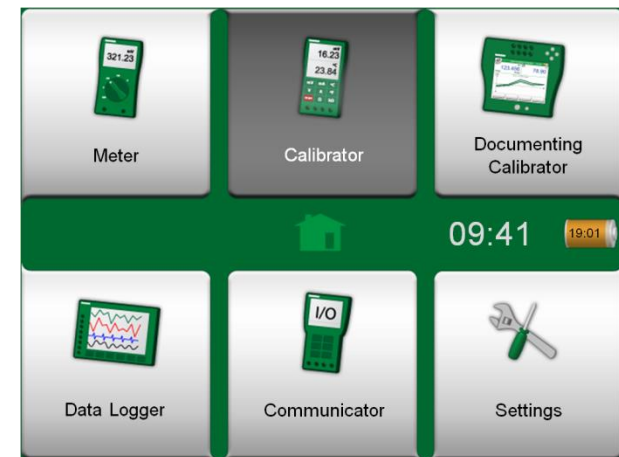 321.23
16.23
23.84
Meter
Calibrator
Documenting
Calibrator
09:41
19:01
I/O
Data Logger
Communicator
Settings